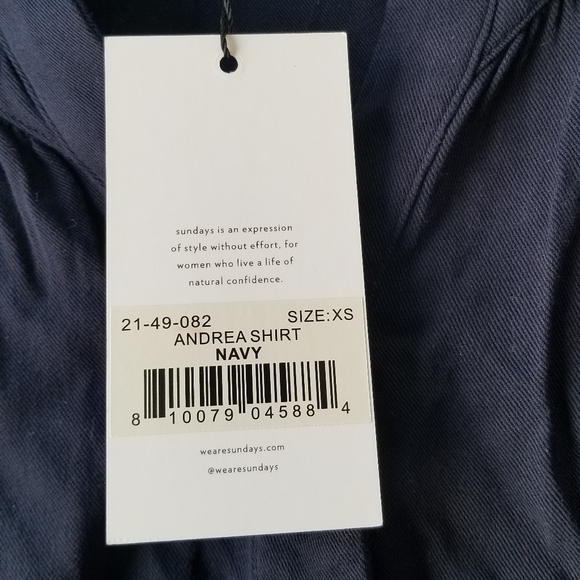 sundays is an expression
of style without effort, for
women who live a life of
natural confidence.
21-49-082 SIZE:XS
ANDREA SHIRT
NAVY
8 10079 04588 4
wearesundays.com
@wearesundays